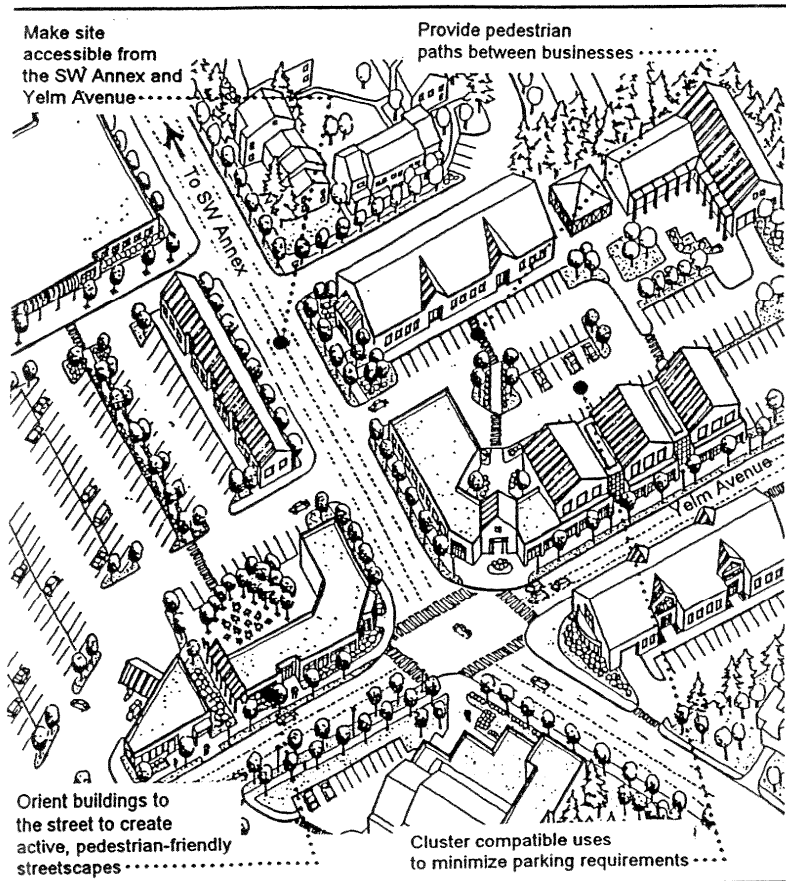 Make site
accessible from
the SW Annex and
Yelm Avenue
Provide pedestrian
paths between businesses
To SW Annex
Yelm Avenue
Orient buildings to
the street to create
active, pedestrian-friendly
streetscapes
Cluster compatible uses
to minimize parking requirements